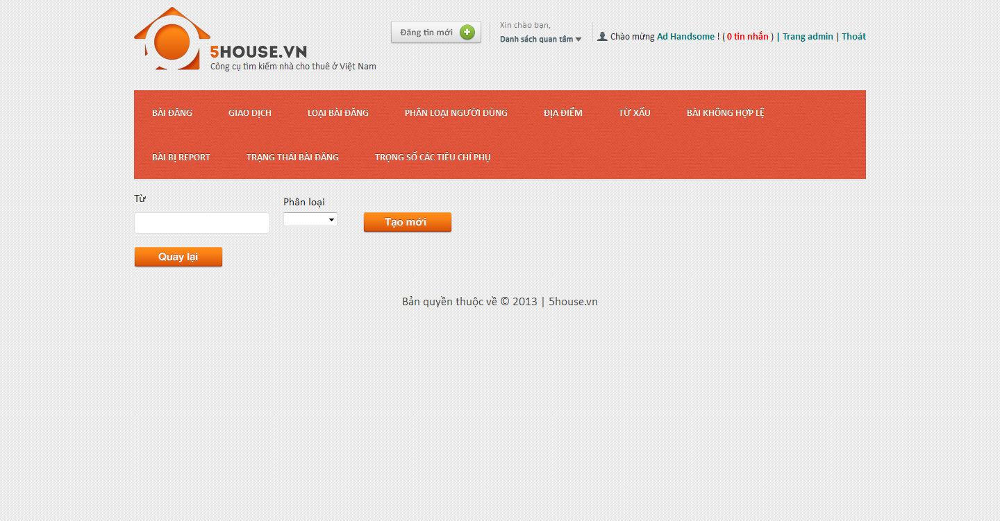 5HOUSE.VN
Công cụ tìm kiếm nhà cho thuê ở Việt Nam
Đăng tin mới
Xin chào bạn,
Danh sách quan tâm
Chào mừng Ad Handsome ! ( 0 tin nhắn ) | Trang admin | Thoát
BÀI ĐĂNG GIAO DỊCH LOẠI BÀI ĐĂNG PHÂN LOẠI NGƯỜI DÙNG ĐỊA ĐIỂM TỪ XẤU BÀI KHÔNG HỢP LỆ
BÀI BỊ REPORT TRẠNG THÁI BÀI ĐĂNG TRỌNG SỐ CÁC TIÊU CHÍ PHỤ
Từ
Phân loại
Tạo mới
Quay lại
Bản quyền thuộc về © 2013 | 5house.vn